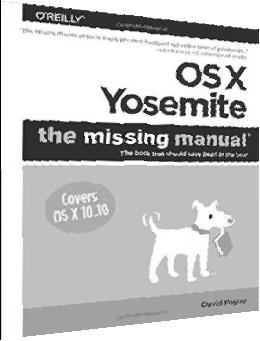 O'REILLY
OS X
Yosemite
the missing manual
The book that should have been in the box
Covers
OS X 10.10
David Pogue